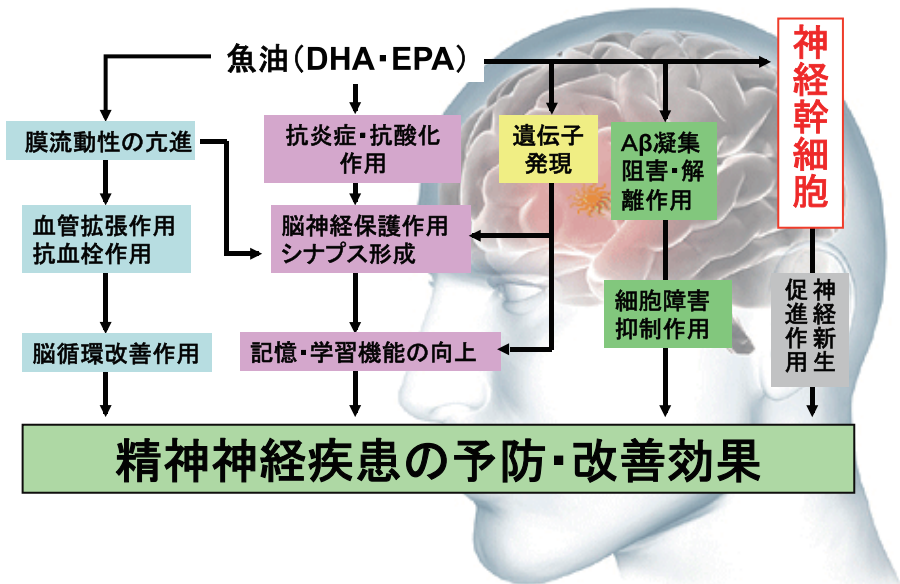 魚油（DHA・EPA）
神経幹細胞
膜流動性の亢進
抗炎症・抗酸化
作用
遺伝子
発現
Aβ凝集
阻害・解
離作用
血管拡張作用
抗血栓作用
脳神経保護作用
シナプス形成
細胞障害
抑制作用
神経新生
促進作用
脳循環改善作用
記憶・学習機能の向上
精神神経疾患の予防・改善効果